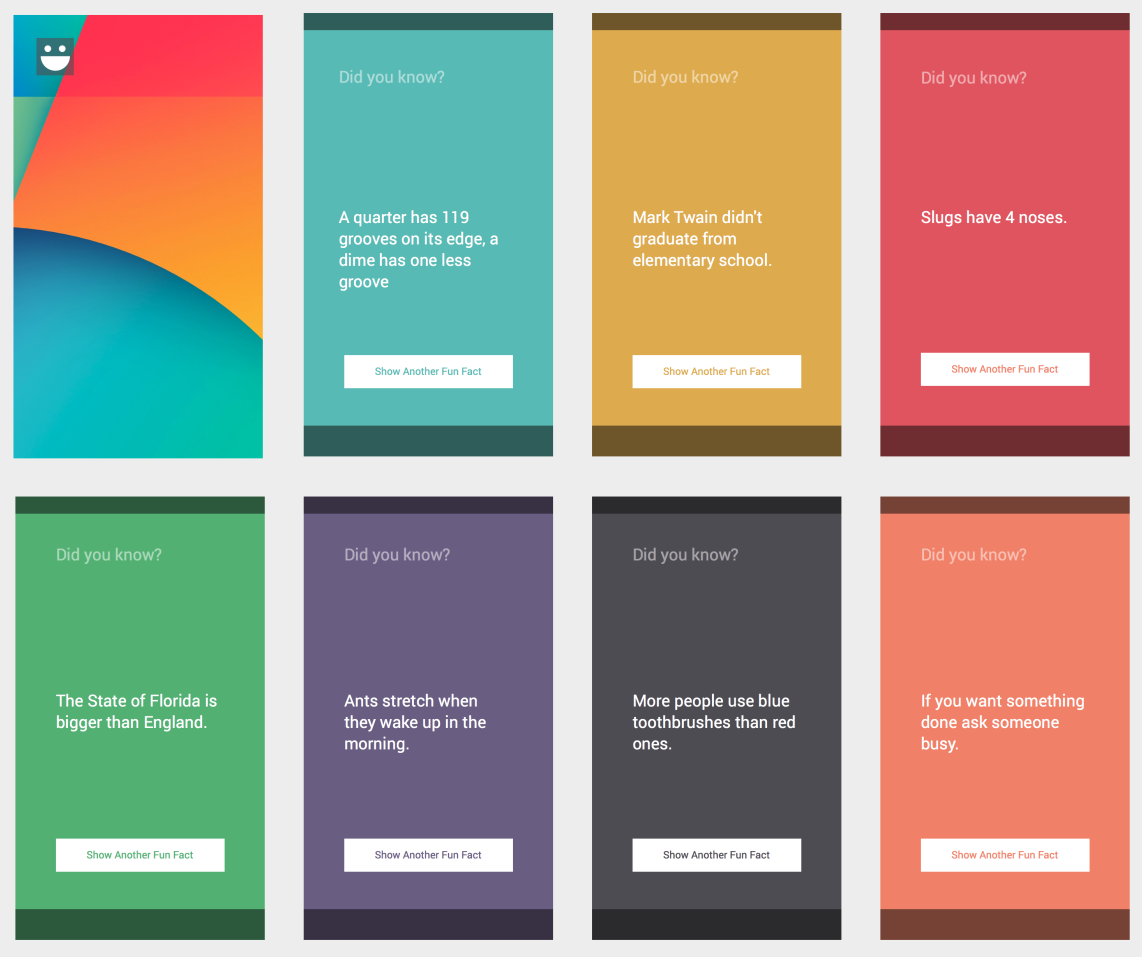 Did you know?
A quarter has 119
grooves on its edge, a
dime has one less
groove
Show Another Fun Fact
Did you know?
Mark Twain didn't
graduate from
elementary school.
Show Another Fun Fact
Did you know?
Slugs have 4 noses.
Show Another Fun Fact
Did you know?
The State of Florida is
bigger than England.
Show Another Fun Fact
Did you know?
Ants stretch when
they wake up in the
morning.
Show Another Fun Fact
Did you know?
More people use blue
toothbrushes than red
ones.
Show Another Fun Fact
Did you know?
If you want something
done ask someone
busy.
Show Another Fun Fact